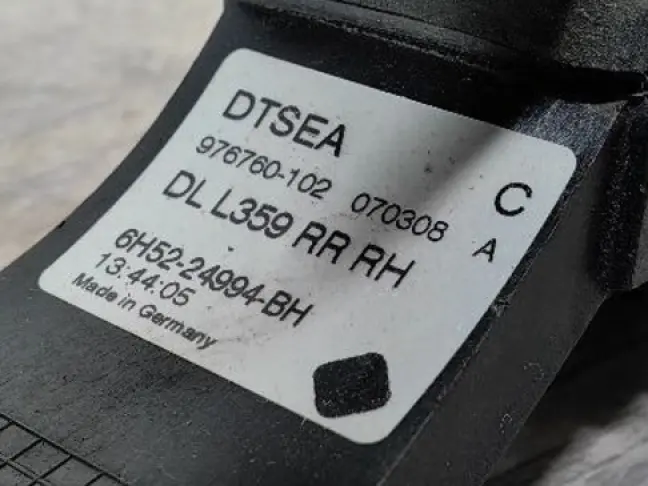 DTSEA C
976760-102 070308 A
DL L359 RR RH
6H52-24994-BH
13:44:05
Made in Germany